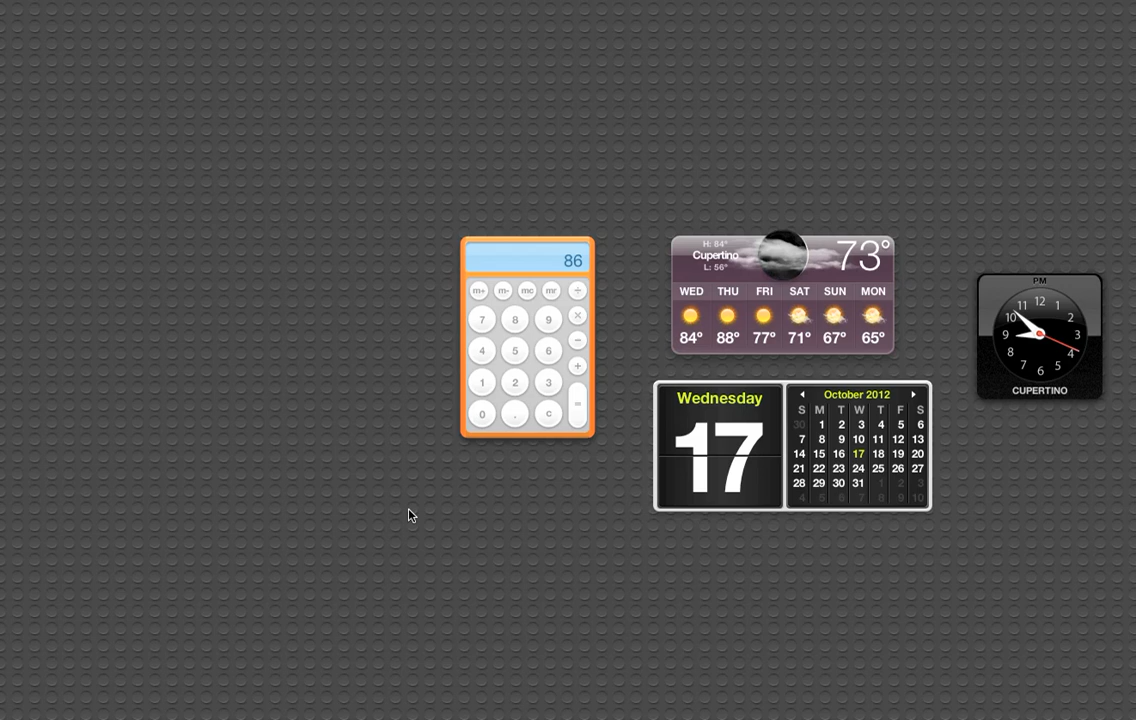 86
m+ m- mc mr ÷
7 8 9 ×
4 5 6 −
+
1 2 3
0 . c =
H: 84°
Cupertino
L: 56°
73°
WED THU FRI SAT SUN MON
84° 88° 77° 71° 67° 65°
Wednesday
17
October 2012
S M T W T F S
30 1 2 3 4 5 6
7 8 9 10 11 12 13
14 15 16 17 18 19 20
21 22 23 24 25 26 27
28 29 30 31 1 2 3
4 5 6 7 8 9 10
PM
12
11 1
10 2
9 3
8 4
7 5
6
CUPERTINO